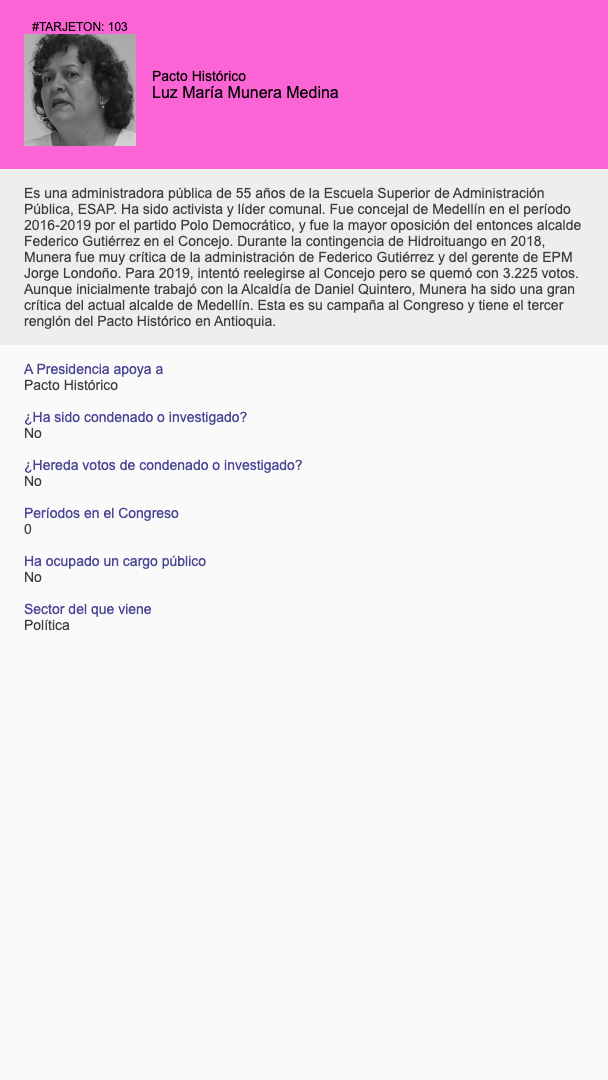 #TARJETON: 103
Pacto Histórico
Luz María Munera Medina
Es una administradora pública de 55 años de la Escuela Superior de Administración
Pública, ESAP. Ha sido activista y líder comunal. Fue concejal de Medellín en el período
2016-2019 por el partido Polo Democrático, y fue la mayor oposición del entonces alcalde
Federico Gutiérrez en el Concejo. Durante la contingencia de Hidroituango en 2018,
Munera fue muy crítica de la administración de Federico Gutiérrez y del gerente de EPM
Jorge Londoño. Para 2019, intentó reelegirse al Concejo pero se quemó con 3.225 votos.
Aunque inicialmente trabajó con la Alcaldía de Daniel Quintero, Munera ha sido una gran
crítica del actual alcalde de Medellín. Esta es su campaña al Congreso y tiene el tercer
renglón del Pacto Histórico en Antioquia.
A Presidencia apoya a
Pacto Histórico
¿Ha sido condenado o investigado?
No
¿Hereda votos de condenado o investigado?
No
Períodos en el Congreso
0
Ha ocupado un cargo público
No
Sector del que viene
Política